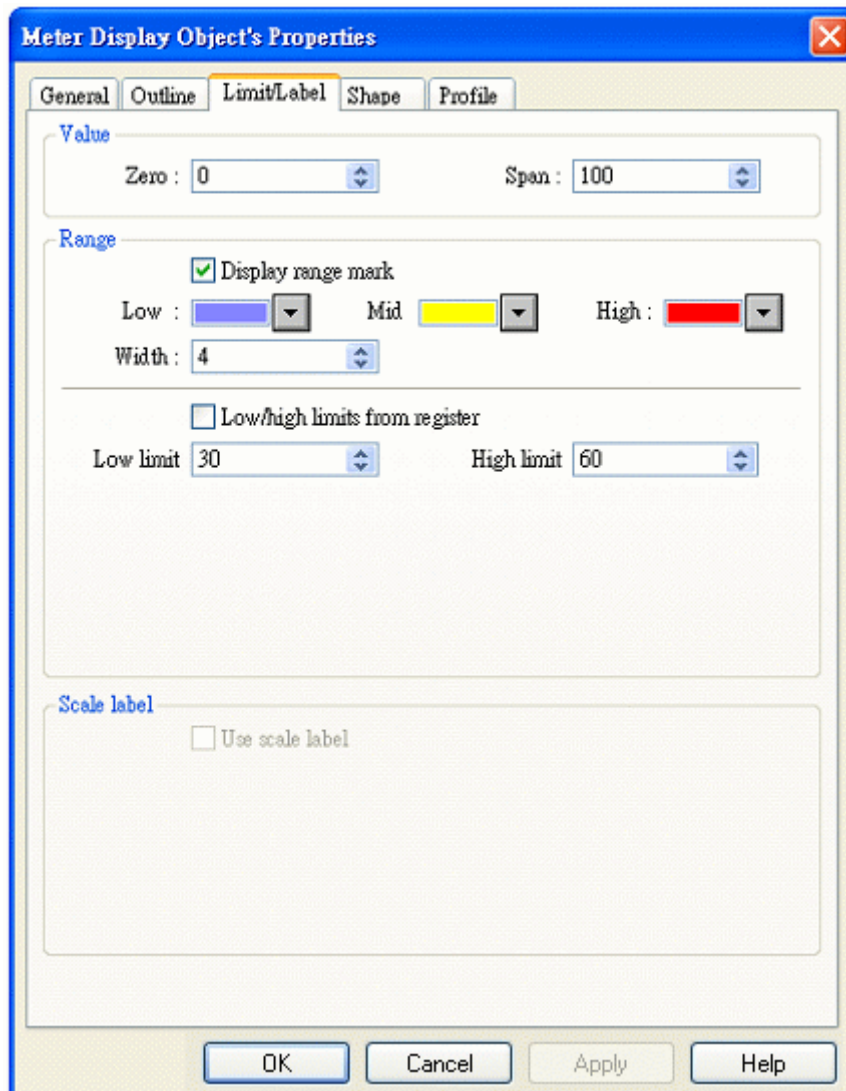 Meter Display Object's Properties
General Outline Limit/Label Shape Profile
Value
Zero : 0 Span : 100
Range
Display range mark
Low : Mid High :
Width : 4
Low/high limits from register
Low limit 30 High limit 60
Scale label
Use scale label
OK Cancel Apply Help